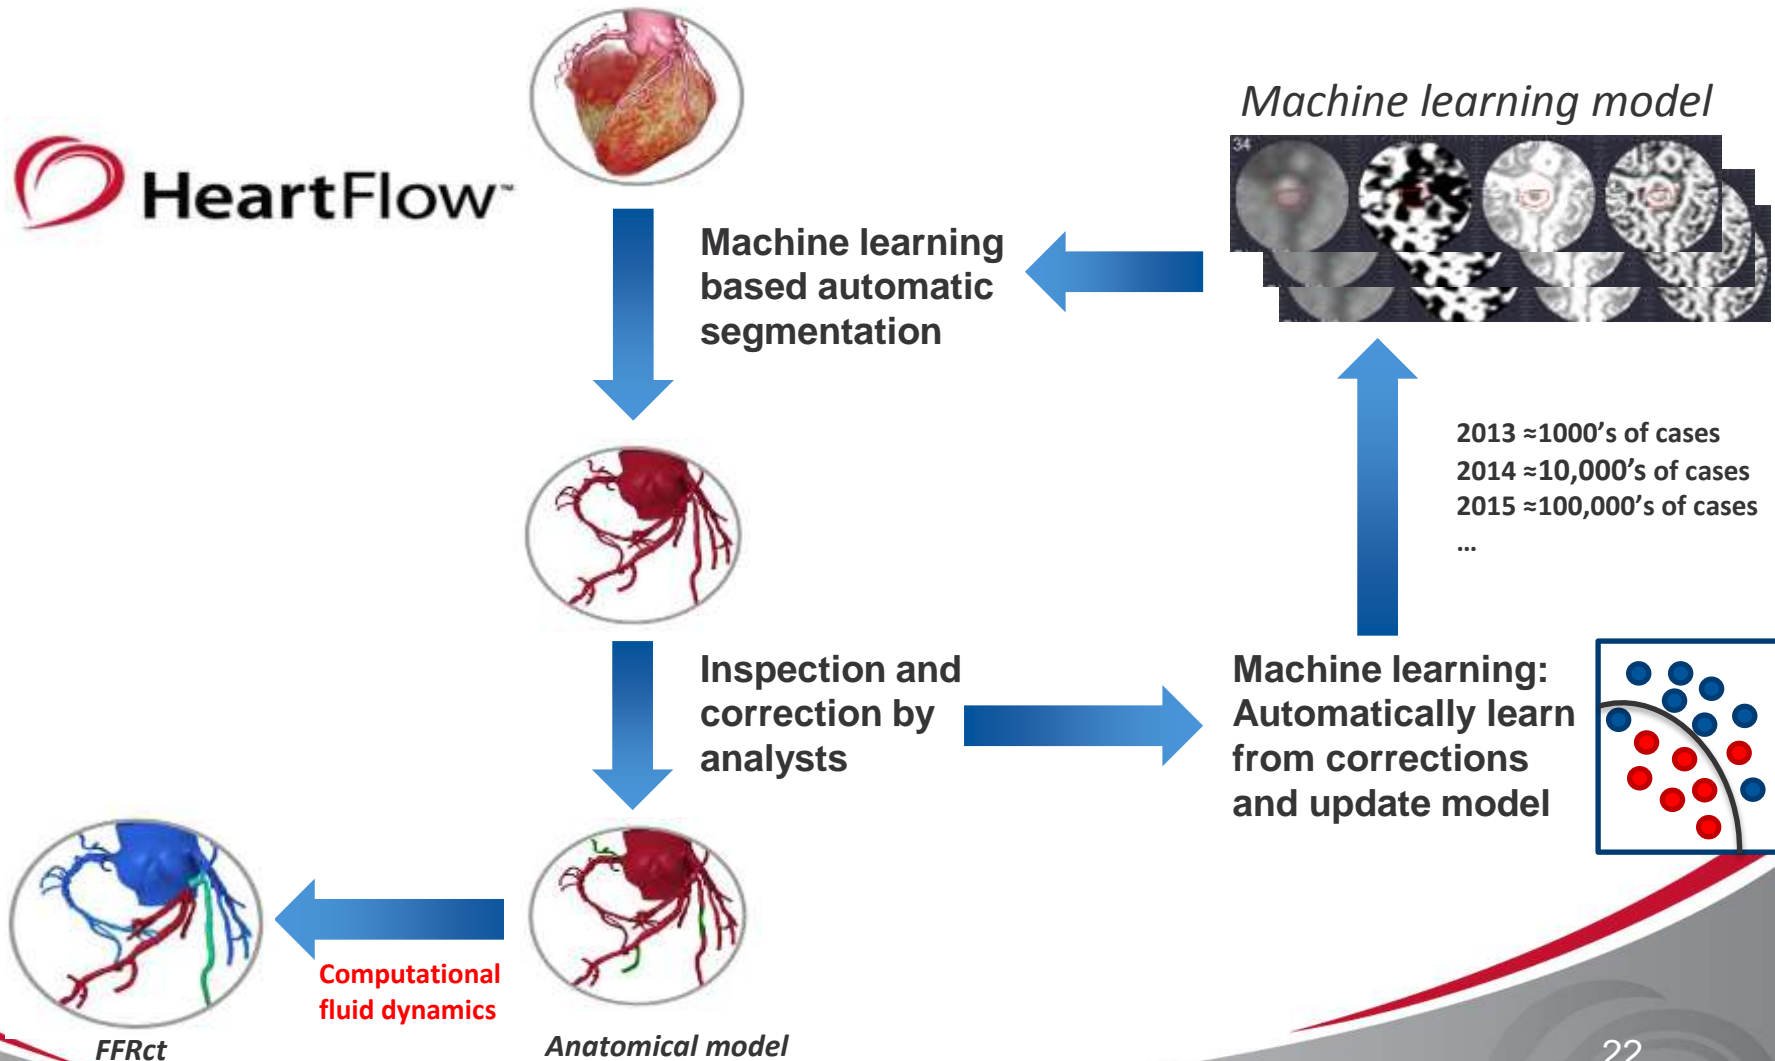 HeartFlow™
Machine learning model
34
Machine learning
based automatic
segmentation
2013 ≈1000’s of cases
2014 ≈10,000’s of cases
2015 ≈100,000’s of cases
...
Inspection and
correction by
analysts
Machine learning:
Automatically learn
from corrections
and update model
Computational
fluid dynamics
FFRct
Anatomical model
22